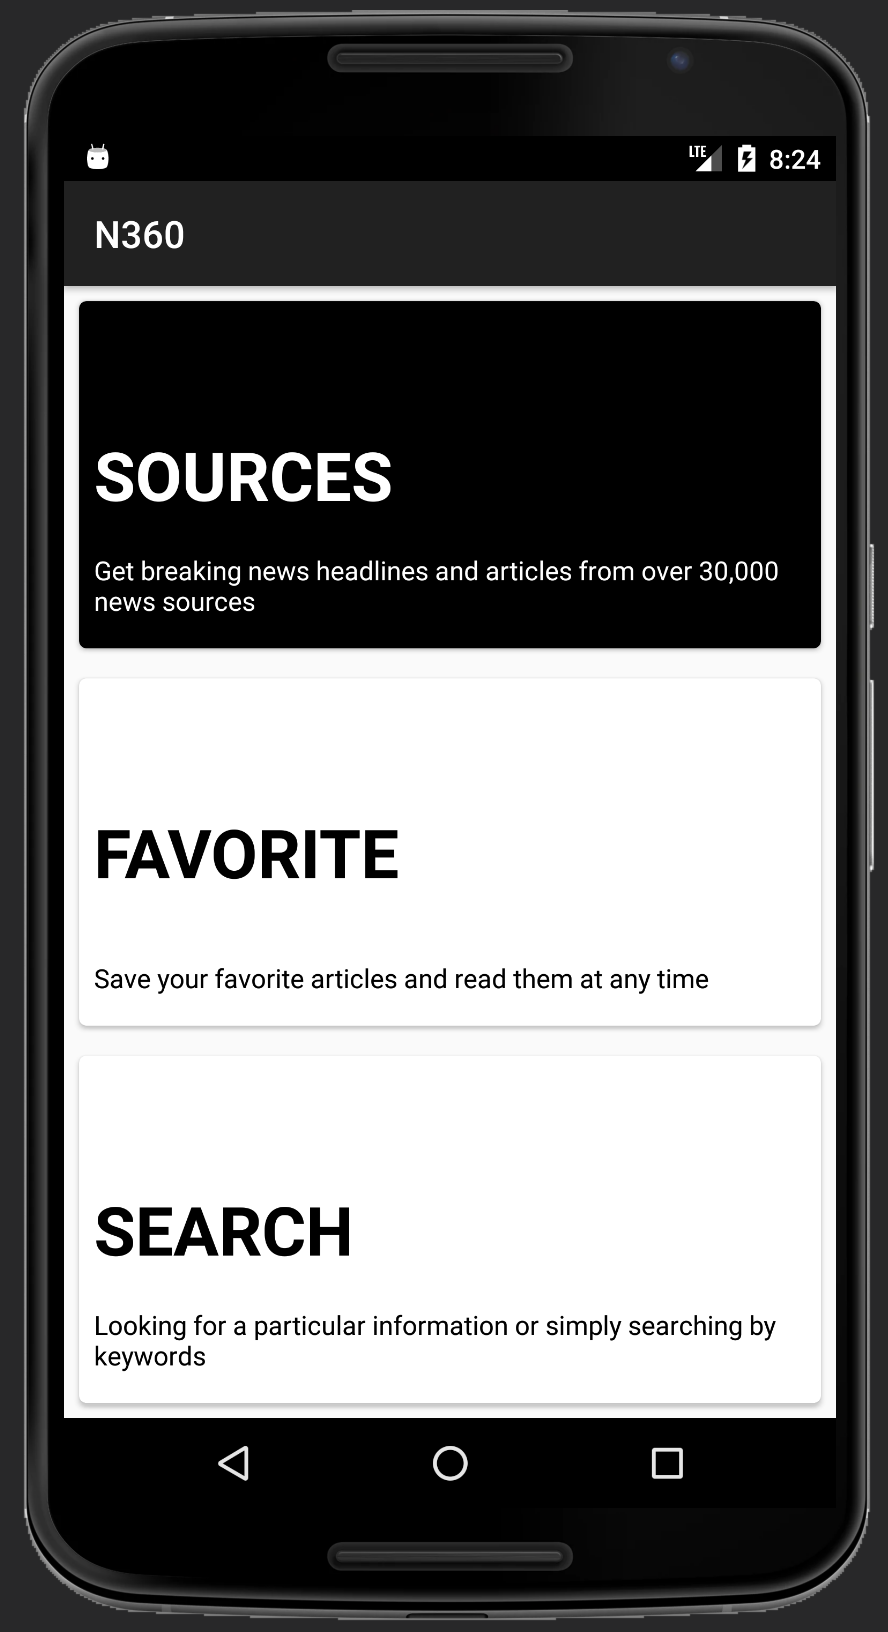 LTE 8:24
N360
SOURCES
Get breaking news headlines and articles from over 30,000
news sources
FAVORITE
Save your favorite articles and read them at any time
SEARCH
Looking for a particular information or simply searching by
keywords